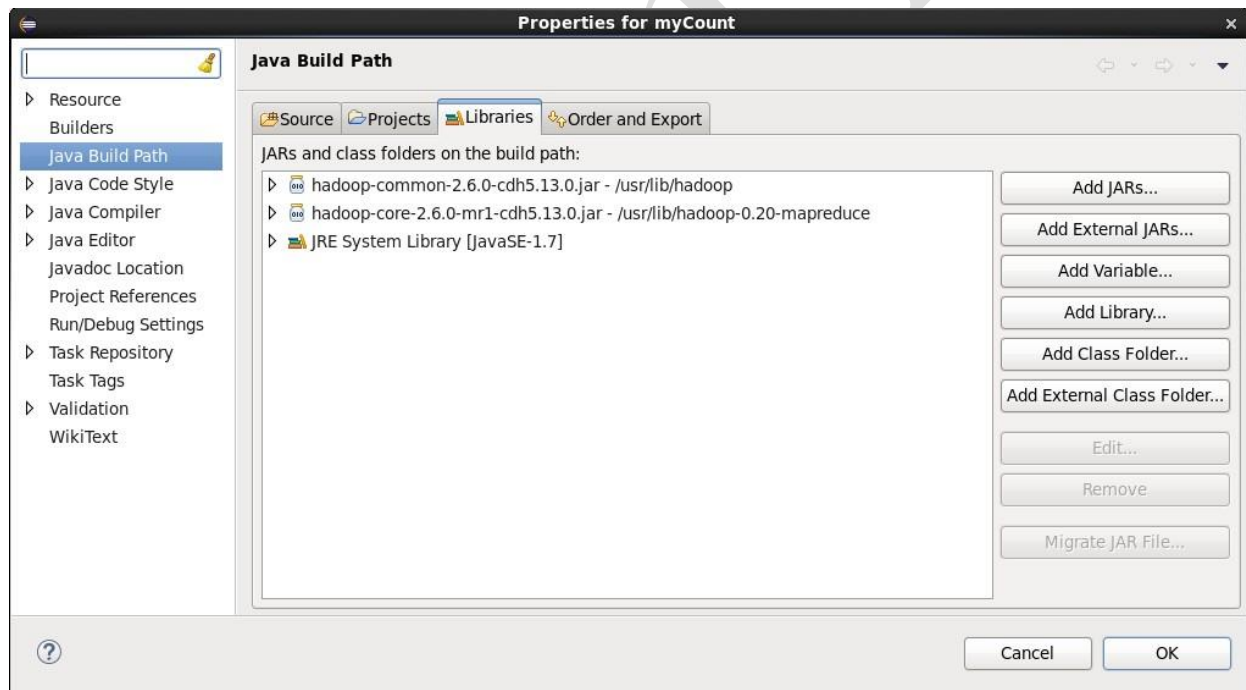 Properties for myCount
Java Build Path
Resource
Builders
Java Build Path
Java Code Style
Java Compiler
Java Editor
Javadoc Location
Project References
Run/Debug Settings
Task Repository
Task Tags
Validation
WikiText
Source Projects Libraries Order and Export
JARs and class folders on the build path:
hadoop-common-2.6.0-cdh5.13.0.jar - /usr/lib/hadoop
hadoop-core-2.6.0-mr1-cdh5.13.0.jar - /usr/lib/hadoop-0.20-mapreduce
JRE System Library [JavaSE-1.7]
Add JARs...
Add External JARs...
Add Variable...
Add Library...
Add Class Folder...
Add External Class Folder...
Edit...
Remove
Migrate JAR File...
Cancel OK